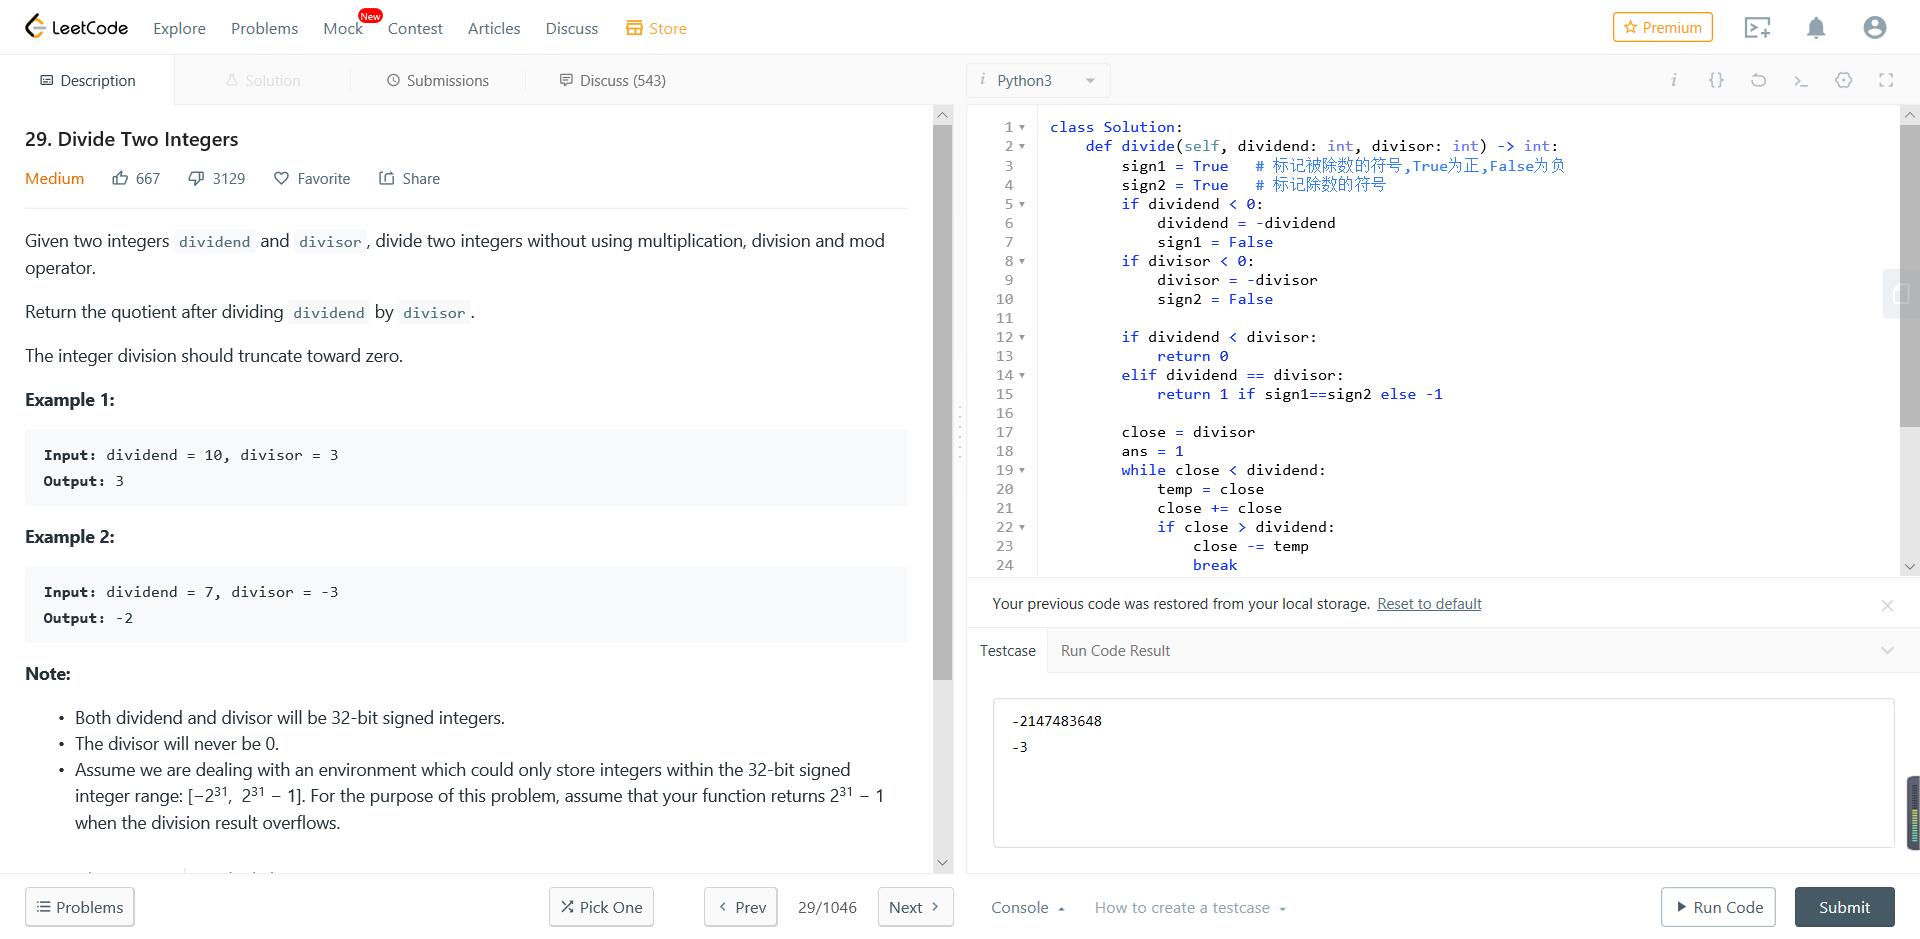 LeetCode Explore Problems Mock New Contest Articles Discuss Store Premium
Description Solution Submissions Discuss (543)
29. Divide Two Integers
Medium 667 3129 Favorite Share
Given two integers dividend and divisor, divide two integers without using multiplication, division and mod
operator.
Return the quotient after dividing dividend by divisor.
The integer division should truncate toward zero.
Example 1:
Input: dividend = 10, divisor = 3
Output: 3
Example 2:
Input: dividend = 7, divisor = -3
Output: -2
Note:
• Both dividend and divisor will be 32-bit signed integers.
• The divisor will never be 0.
• Assume we are dealing with an environment which could only store integers within the 32-bit signed
integer range: [−2³¹, 2³¹ − 1]. For the purpose of this problem, assume that your function returns 2³¹ − 1
when the division result overflows.
Problems Pick One Prev 29/1046 Next
i Python3 i {}
1 class Solution:
2 def divide(self, dividend: int, divisor: int) -> int:
3 sign1 = True # 标记被除数的符号,True为正,False为负
4 sign2 = True # 标记除数的符号
5 if dividend < 0:
6 dividend = -dividend
7 sign1 = False
8 if divisor < 0:
9 divisor = -divisor
10 sign2 = False
11
12 if dividend < divisor:
13 return 0
14 elif dividend == divisor:
15 return 1 if sign1==sign2 else -1
16
17 close = divisor
18 ans = 1
19 while close < dividend:
20 temp = close
21 close += close
22 if close > dividend:
23 close -= temp
24 break
Your previous code was restored from your local storage. Reset to default
Testcase Run Code Result
-2147483648
-3
Console How to create a testcase Run Code Submit